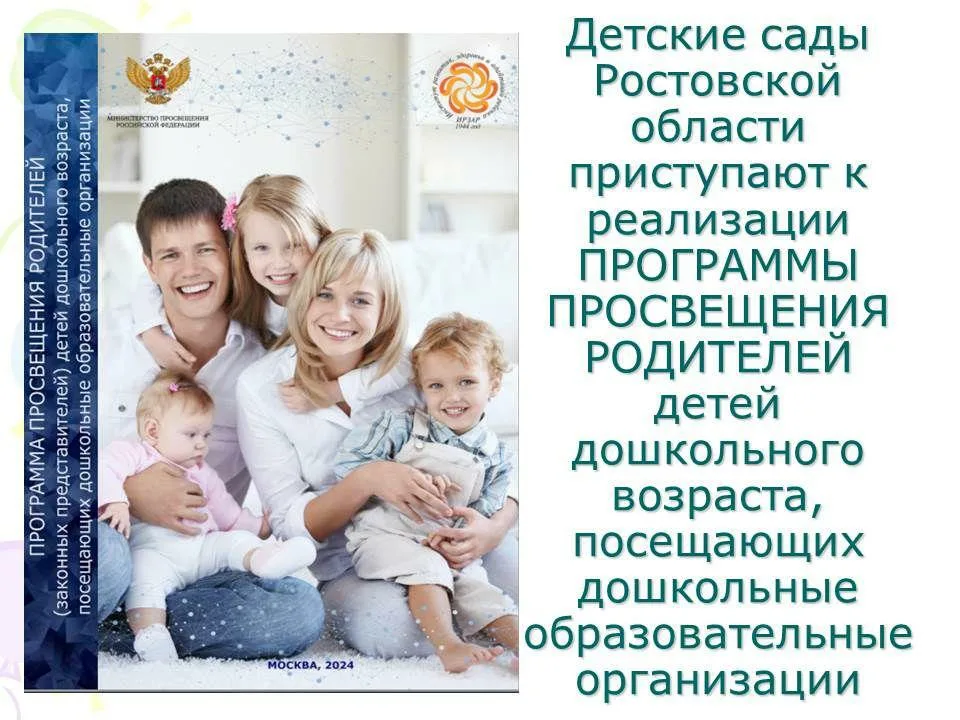 ПРОГРАММА ПРОСВЕЩЕНИЯ РОДИТЕЛЕЙ
(законных представителей) детей дошкольного возраста,
посещающих дошкольные образовательные организации
МИНИСТЕРСТВО ПРОСВЕЩЕНИЯ
РОССИЙСКОЙ ФЕДЕРАЦИИ
ИРЗАР
1944 год
МОСКВА, 2024
Детские сады
Ростовской
области
приступают к
реализации
ПРОГРАММЫ
ПРОСВЕЩЕНИЯ
РОДИТЕЛЕЙ
детей
дошкольного
возраста,
посещающих
дошкольные
образовательные
организации